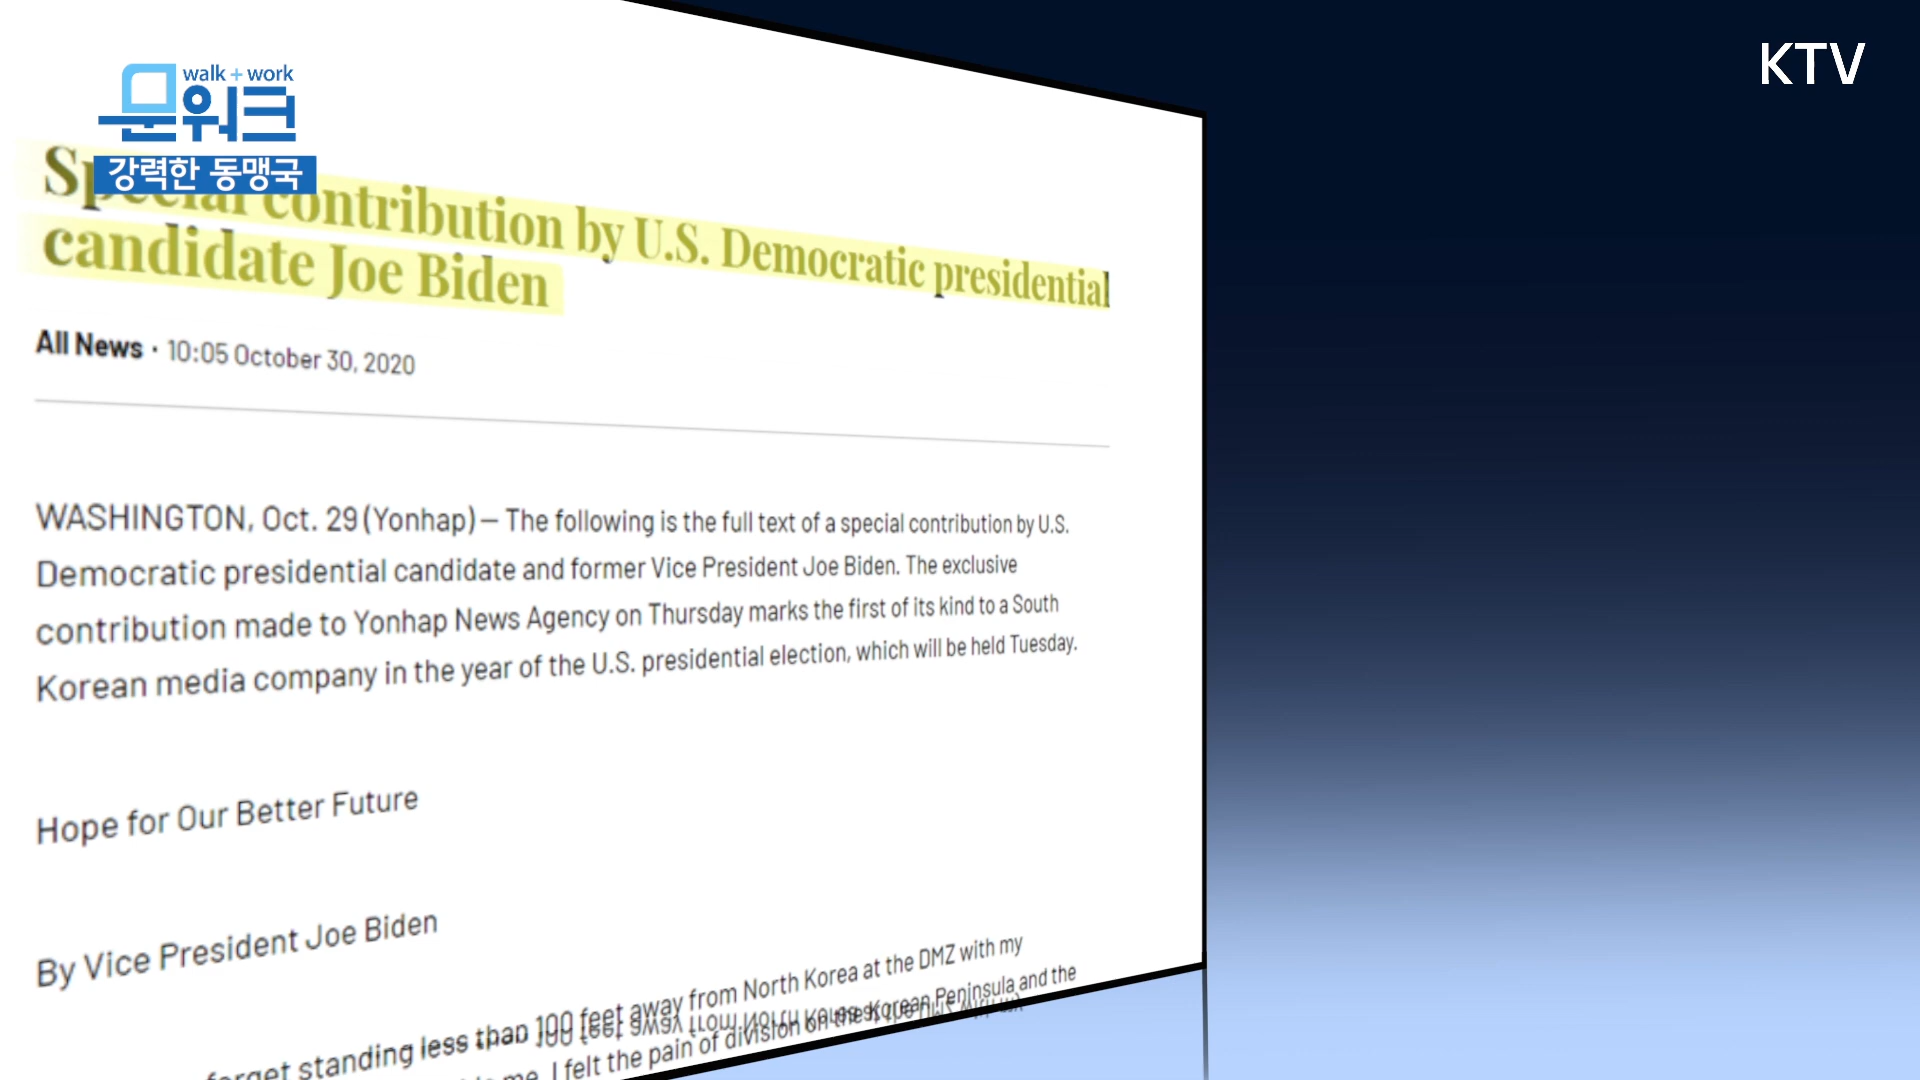 walk + work
문워크
강력한 동맹국
KTV
Special contribution by U.S. Democratic presidential
candidate Joe Biden
All News · 10:05 October 30, 2020
WASHINGTON, Oct. 29 (Yonhap) – The following is the full text of a special contribution by U.S.
Democratic presidential candidate and former Vice President Joe Biden. The exclusive
contribution made to Yonhap News Agency on Thursday marks the first of its kind to a South
Korean media company in the year of the U.S. presidential election, which will be held Tuesday.
Hope for Our Better Future
By Vice President Joe Biden
forget standing less than 100 feet away from North Korea at the DMZ with my
me. I felt the pain of division on the Korean Peninsula and the